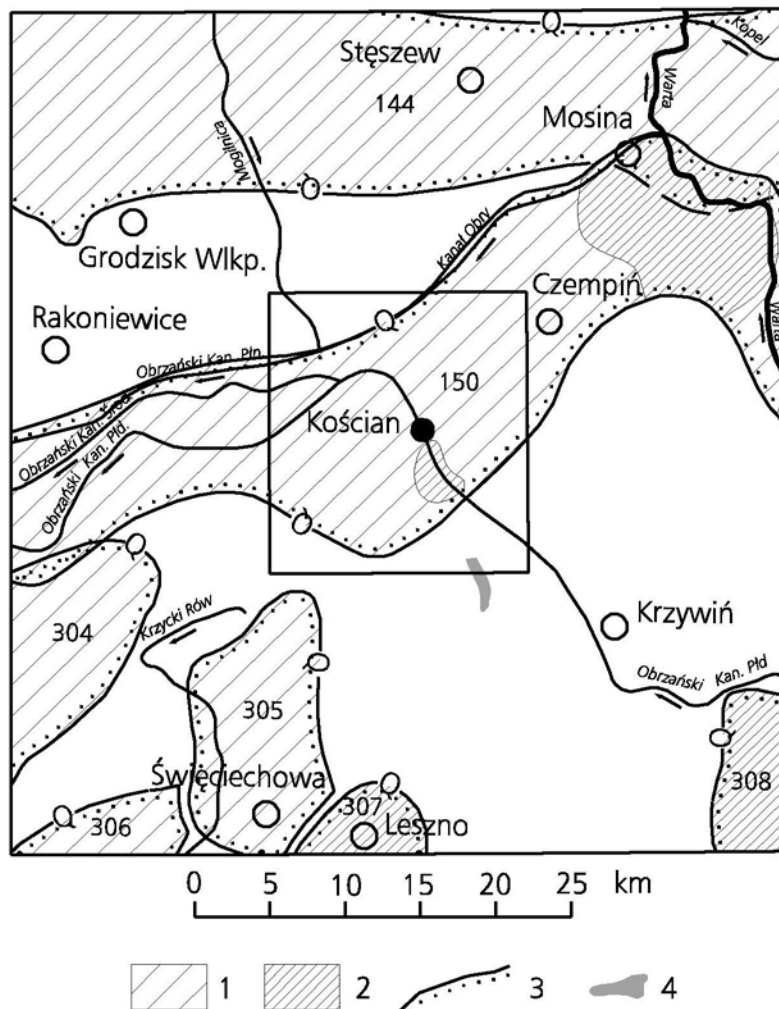 Q
Kopel
Stęszew
144
Warta
Mosina
Mogilnica
Q
Kanał Obry
Grodzisk Wlkp.
Czempiń
Rakoniewice
Q
Warta
Obrzański Kan. Płn.
150
Obrzański Kan. Środ.
Kościan
Obrzański Kan. Płd.
Q
Q
304
Krzycki Rów
Krzywiń
Q
Obrzański Kan. Płd
305
Q
Święciechowa
Q
308
Q
307
306
Leszno
0 5 10 15 20 25 km
1 2 3 4